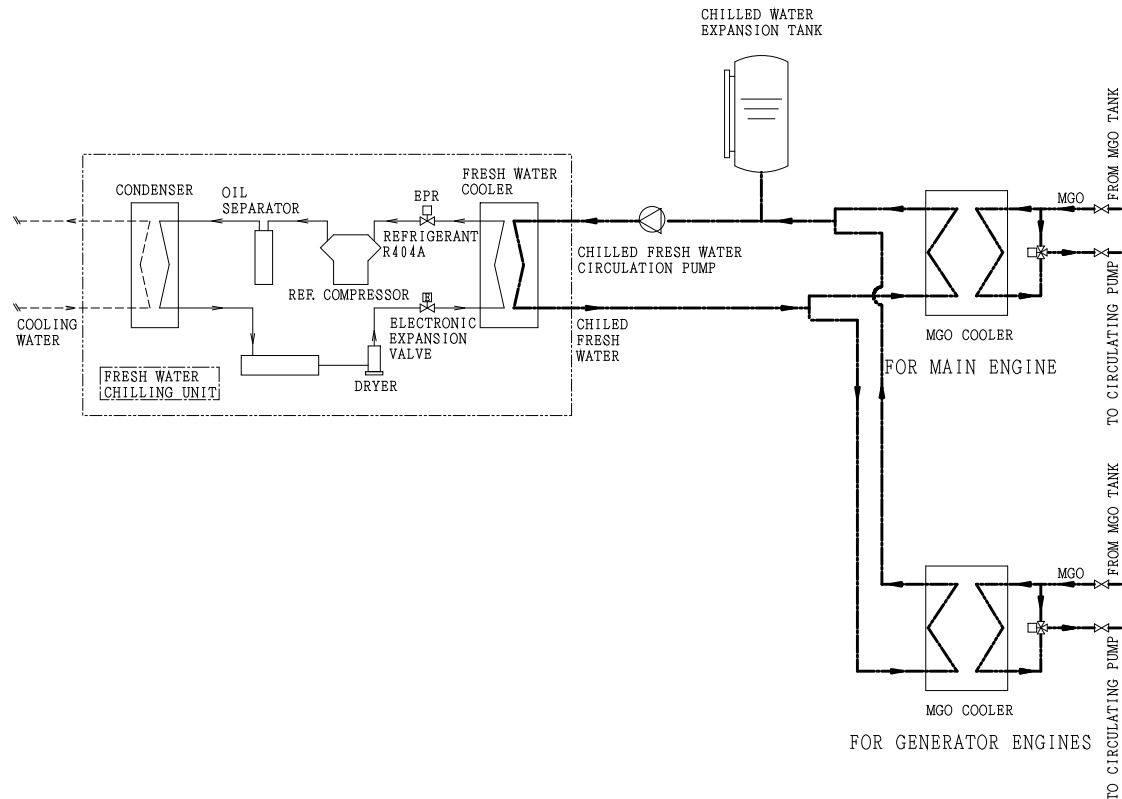 CHILLED WATER
EXPANSION TANK
FROM MGO TANK
CONDENSER
OIL
SEPARATOR
EPR
FRESH WATER
COOLER
MGO
REFRIGERANT
R404A
CHILLED FRESH WATER
CIRCULATION PUMP
REF. COMPRESSOR
E
COOLING
WATER
ELECTRONIC
EXPANSION
VALVE
CHILED
FRESH
WATER
MGO COOLER
FOR MAIN ENGINE
TO CIRCULATING PUMP
FRESH WATER
CHILLING UNIT
DRYER
FROM MGO TANK
MGO
MGO COOLER
FOR GENERATOR ENGINES
TO CIRCULATING PUMP